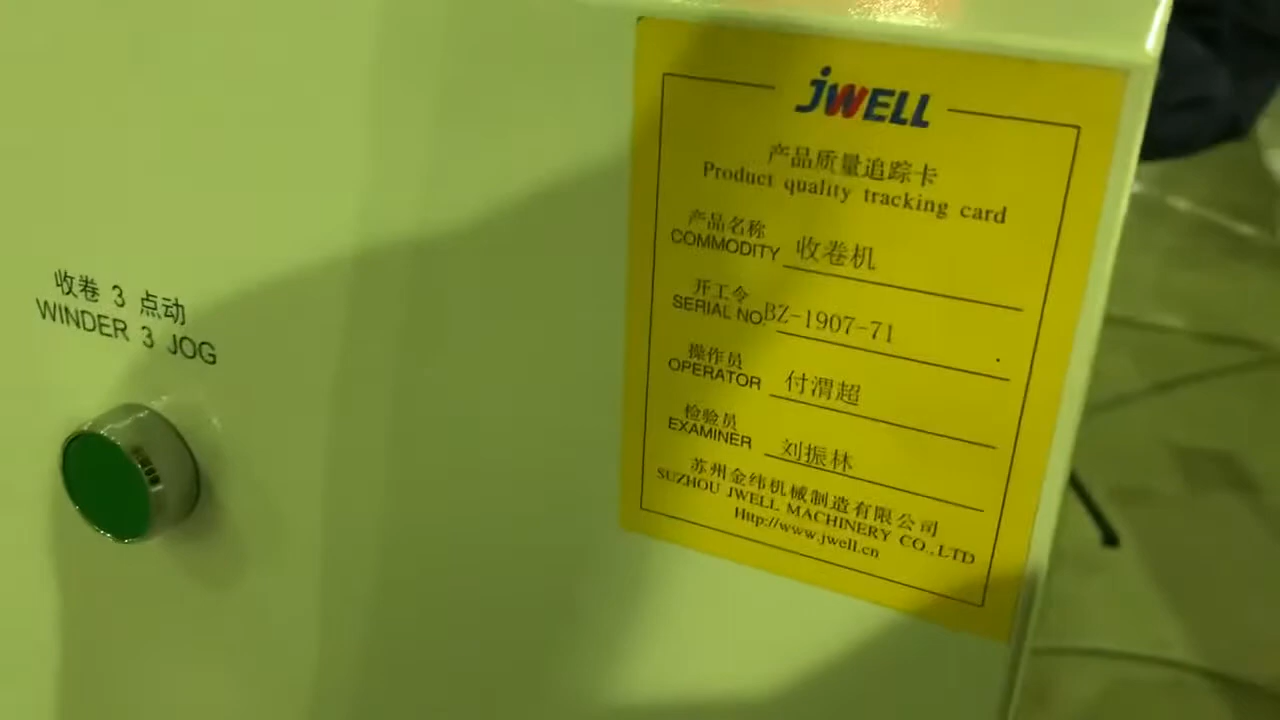 JWELL
产品质量追踪卡
Product quality tracking card
产品名称
COMMODITY 收卷机
开工令
SERIAL NO. BZ-1907-71
操作员
OPERATOR 付渭超
检验员
EXAMINER 刘振林
苏州金纬机械制造有限公司
SUZHOU JWELL MACHINERY CO.,LTD
Http://www.jwell.cn
收卷 3 点动
WINDER 3 JOG